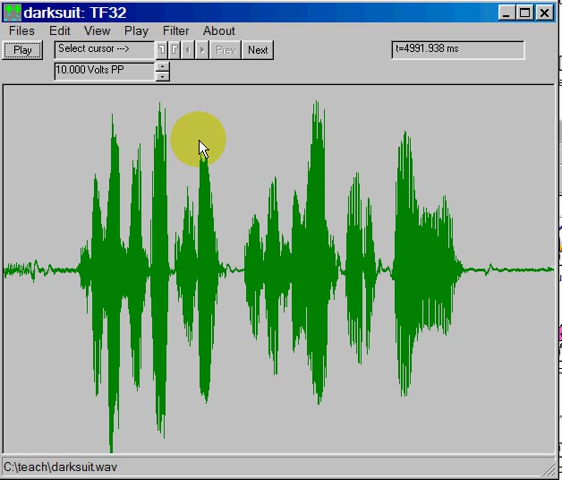 darksuit: TF32
Files Edit View Play Filter About
Play Select cursor ---> Prev Next t=4991.938 ms
10.000 Volts PP
C:\teach\darksuit.wav